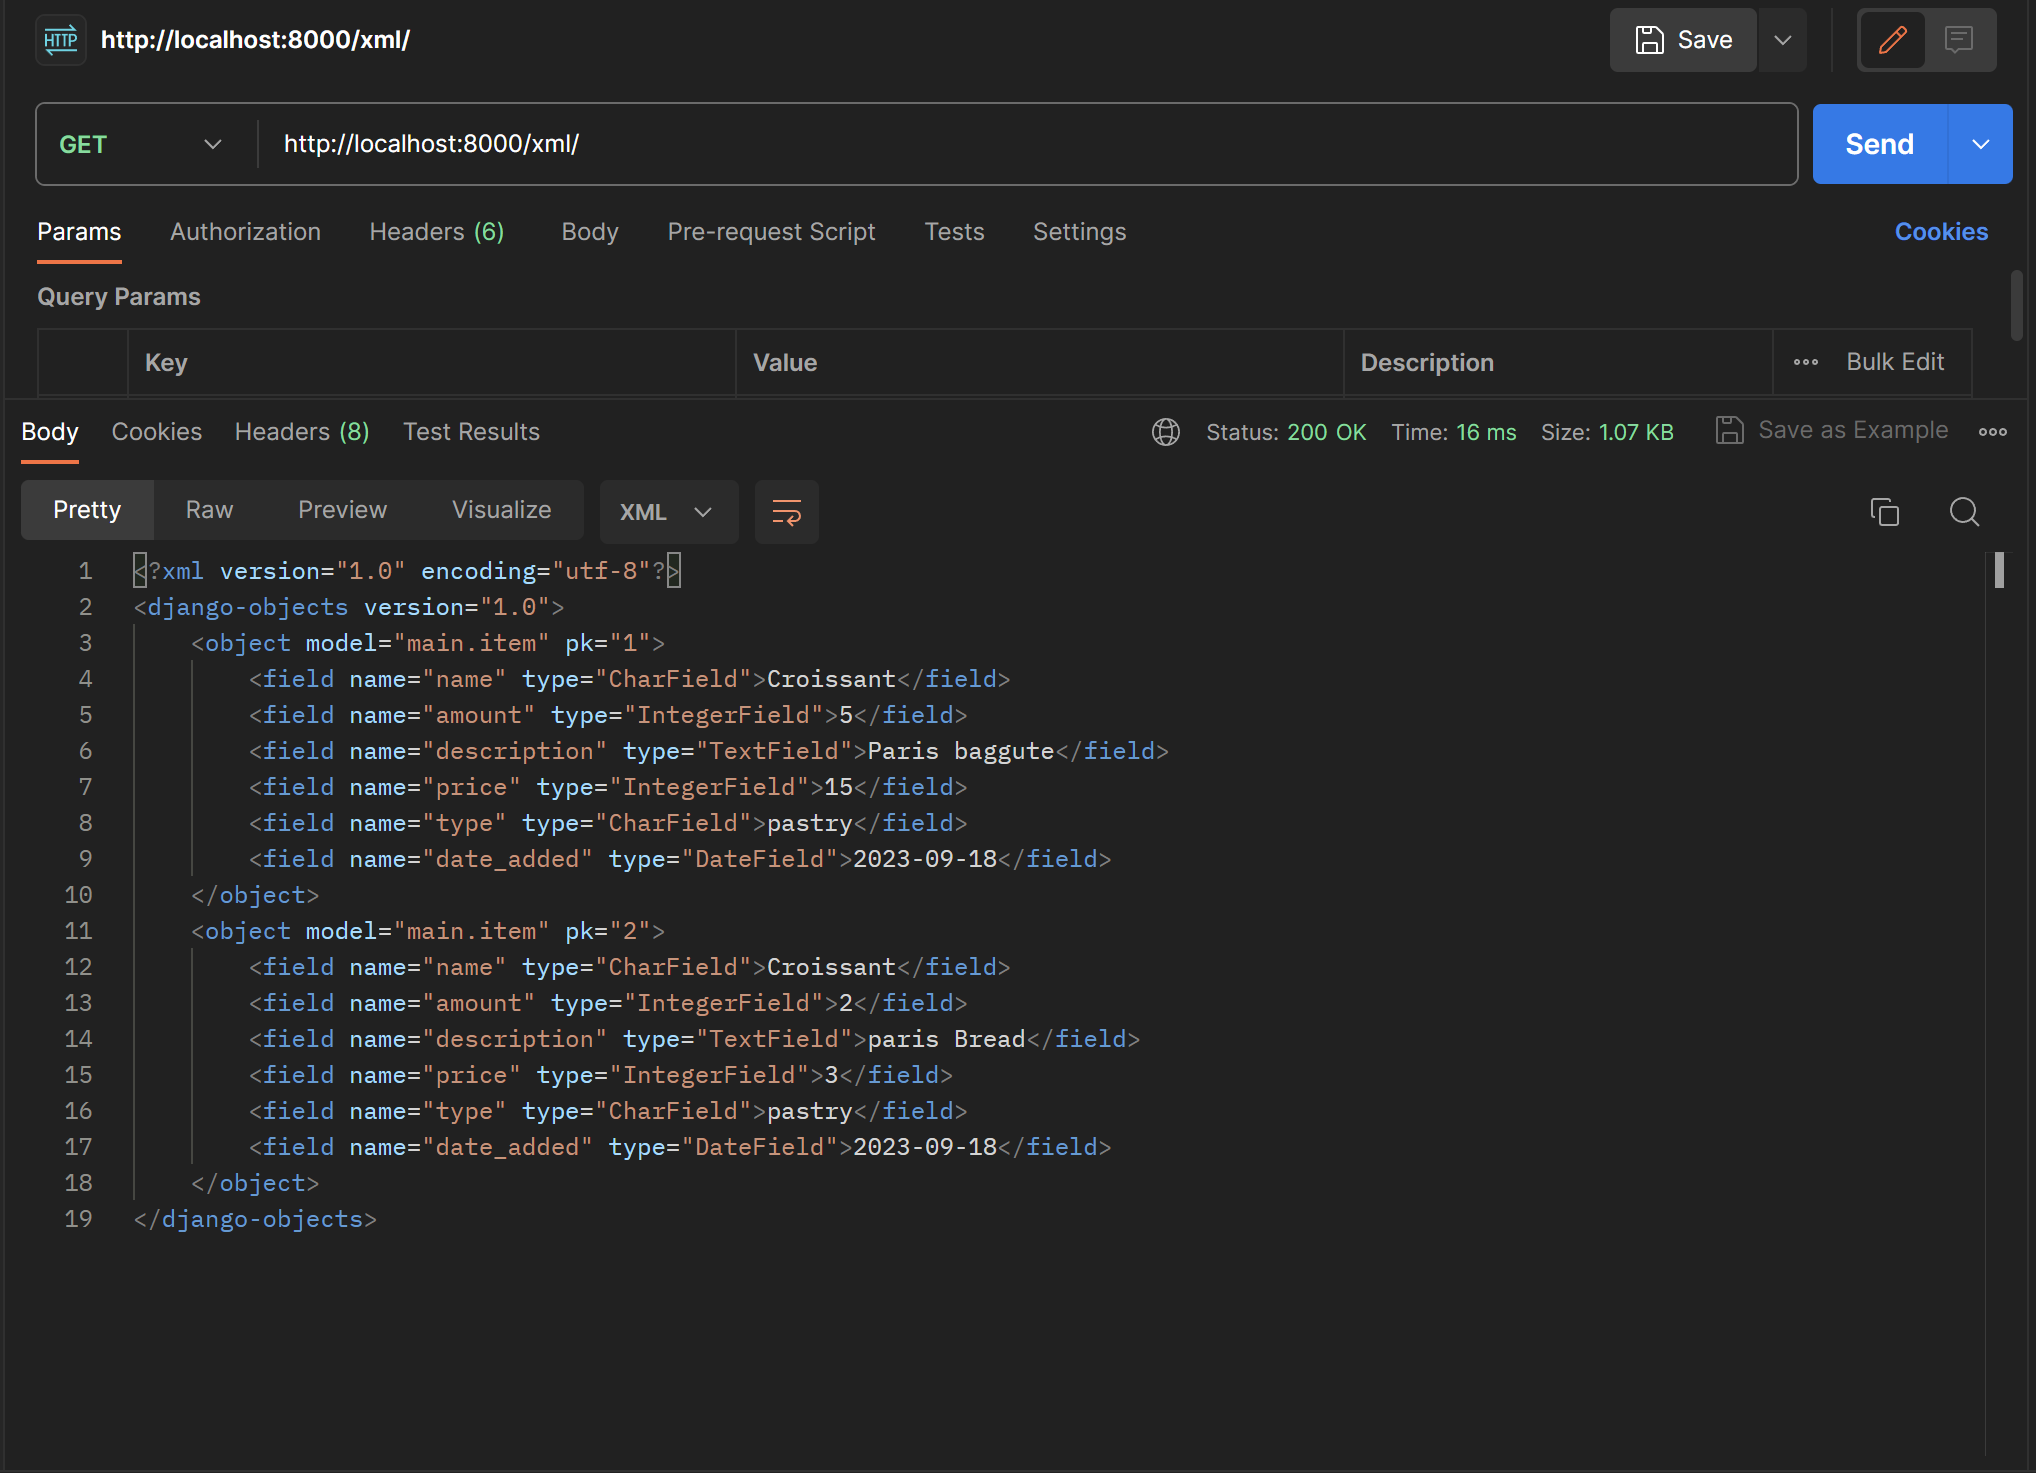 HTTP http://localhost:8000/xml/ Save
GET http://localhost:8000/xml/ Send
Params Authorization Headers (6) Body Pre-request Script Tests Settings Cookies
Query Params
Key Value Description Bulk Edit
Body Cookies Headers (8) Test Results Status: 200 OK Time: 16 ms Size: 1.07 KB Save as Example
Pretty Raw Preview Visualize XML
1 <?xml version="1.0" encoding="utf-8"?>
2 <django-objects version="1.0">
3 <object model="main.item" pk="1">
4 <field name="name" type="CharField">Croissant</field>
5 <field name="amount" type="IntegerField">5</field>
6 <field name="description" type="TextField">Paris baggute</field>
7 <field name="price" type="IntegerField">15</field>
8 <field name="type" type="CharField">pastry</field>
9 <field name="date_added" type="DateField">2023-09-18</field>
10 </object>
11 <object model="main.item" pk="2">
12 <field name="name" type="CharField">Croissant</field>
13 <field name="amount" type="IntegerField">2</field>
14 <field name="description" type="TextField">paris Bread</field>
15 <field name="price" type="IntegerField">3</field>
16 <field name="type" type="CharField">pastry</field>
17 <field name="date_added" type="DateField">2023-09-18</field>
18 </object>
19 </django-objects>